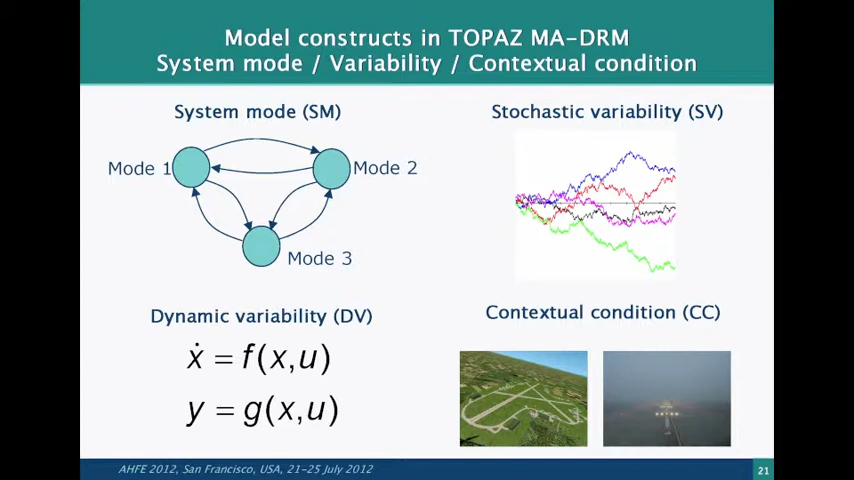 Model constructs in TOPAZ MA-DRM
System mode / Variability / Contextual condition
System mode (SM)
Mode 1
Mode 2
Mode 3
Stochastic variability (SV)
Dynamic variability (DV)
ẋ = f(x,u)
y = g(x,u)
Contextual condition (CC)
AHFE 2012, San Francisco, USA, 21-25 July 2012
21